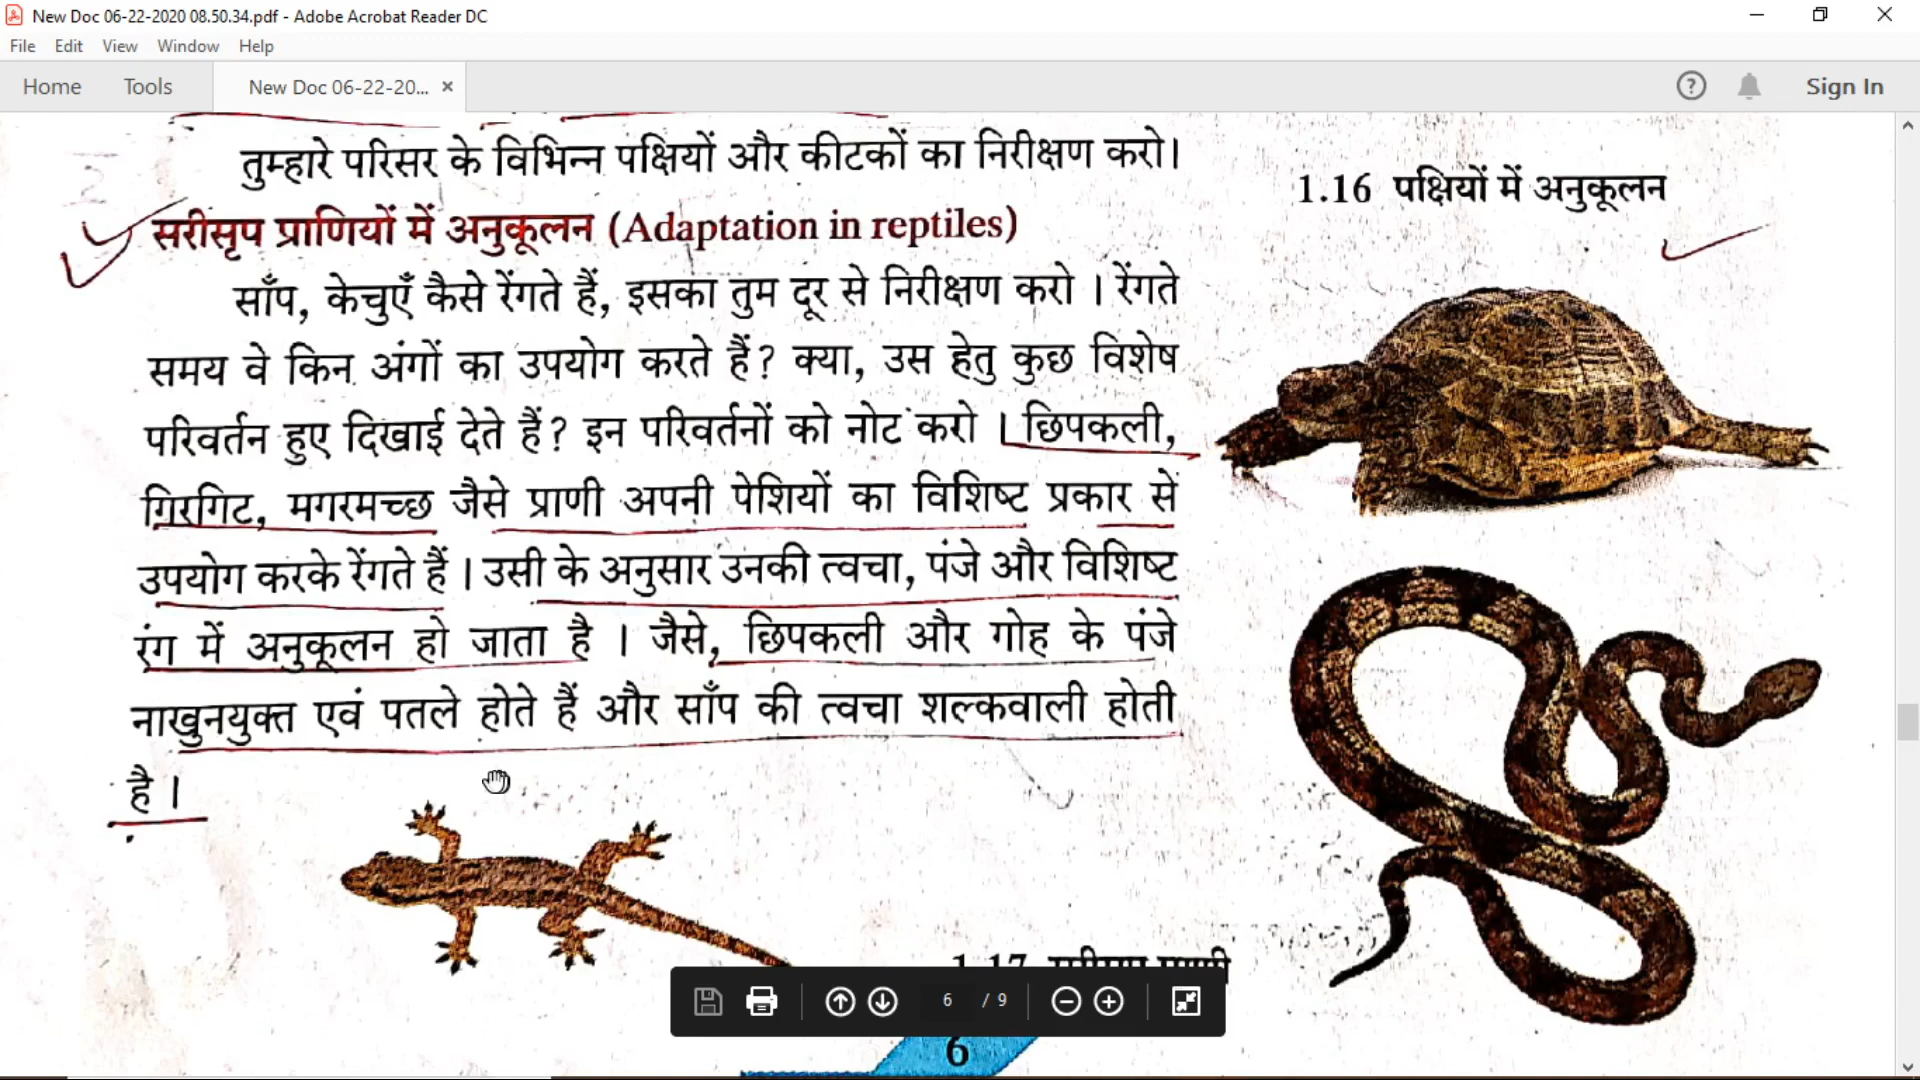 New Doc 06-22-2020 08.50.34.pdf - Adobe Acrobat Reader DC
File Edit View Window Help
Home Tools New Doc 06-22-20... ×
Sign In
तुम्हारे परिसर के विभिन्न पक्षियों और कीटकों का निरीक्षण करो।
1.16 पक्षियों में अनुकूलन
सरीसृप प्राणियों में अनुकूलन (Adaptation in reptiles)
साँप, केचुएँ कैसे रेंगते हैं, इसका तुम दूर से निरीक्षण करो । रेंगते
समय वे किन अंगों का उपयोग करते हैं? क्या, उस हेतु कुछ विशेष
परिवर्तन हुए दिखाई देते हैं? इन परिवर्तनों को नोट करो । छिपकली,
गिरगिट, मगरमच्छ जैसे प्राणी अपनी पेशियों का विशिष्ट प्रकार से
उपयोग करके रेंगते हैं । उसी के अनुसार उनकी त्वचा, पंजे और विशिष्ट
रंग में अनुकूलन हो जाता है । जैसे, छिपकली और गोह के पंजे
नाखुनयुक्त एवं पतले होते हैं और साँप की त्वचा शल्कवाली होती
है ।
1.17
6 / 9
6